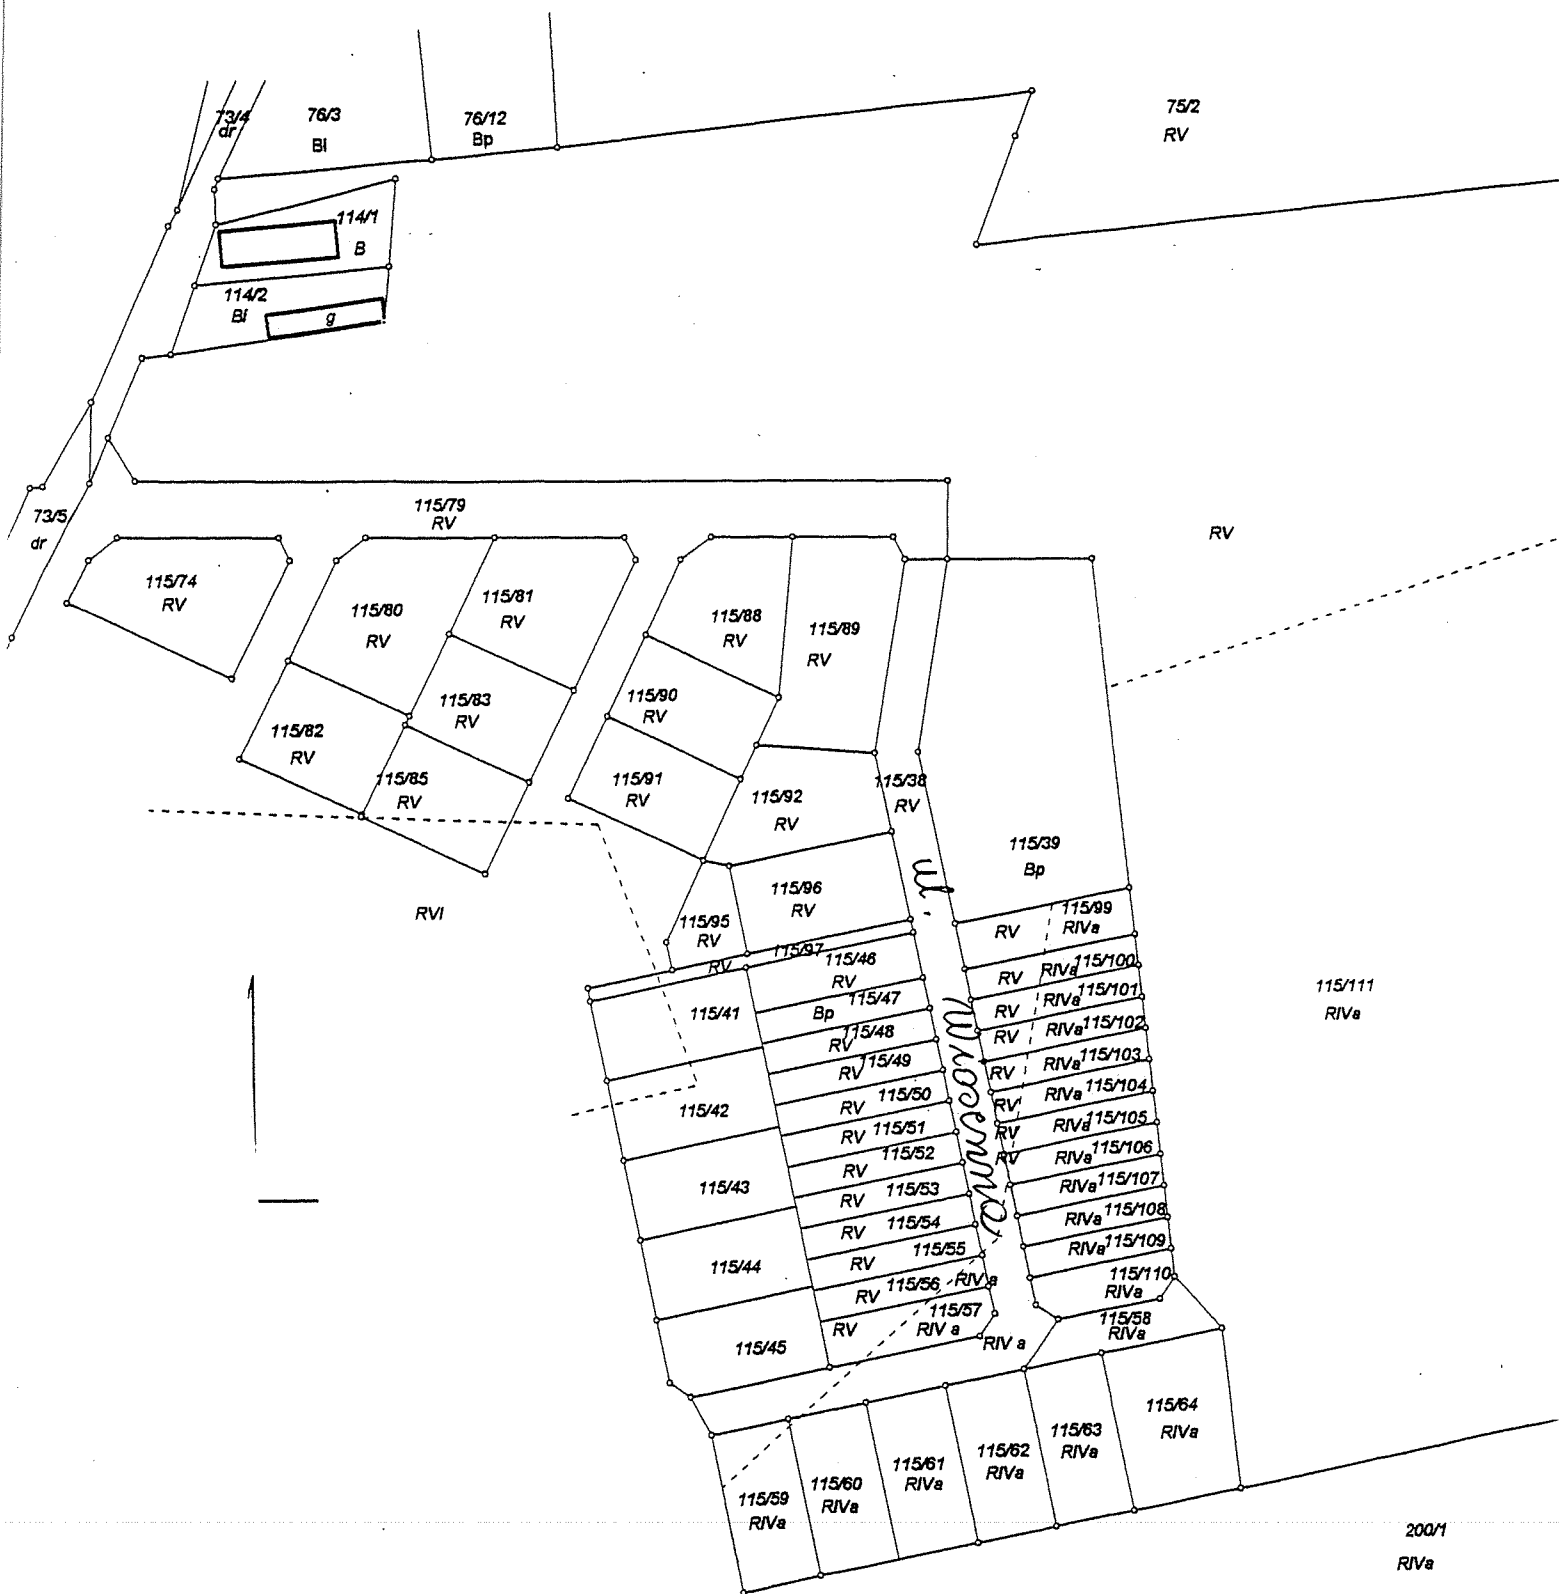 73/4
dr
76/3
BI
76/12
Bp
75/2
RV
114/1
B
114/2
BI
g
73/5
dr
115/79
RV
RV
115/74
RV
115/80
RV
115/81
RV
115/88
RV
115/89
RV
115/82
RV
115/83
RV
115/90
RV
115/85
RV
115/91
RV
115/92
RV
115/38
RV
115/39
Bp
RVI
115/96
RV
115/95
RV
115/97
RV
115/99
RV RIVa
115/46
RV
115/47
Bp
115/48
RV
115/49
RV
115/50
RV
115/51
RV
115/52
RV
115/53
RV
115/54
RV
115/55
RV
115/56 RIVa
RV
115/57
RV RIVa
RIVa
ul. Wiosenna
RV RIVa 115/100
RV RIVa 115/101
RV RIVa 115/102
RV RIVa 115/103
RV RIVa 115/104
RV RIVa 115/105
RV RIVa 115/106
RIVa 115/107
RIVa 115/108
RIVa 115/109
115/110
RIVa
115/58
RIVa
115/111
RIVa
115/41
115/42
115/43
115/44
115/45
115/59
RIVa
115/60
RIVa
115/61
RIVa
115/62
RIVa
115/63
RIVa
115/64
RIVa
200/1
RIVa